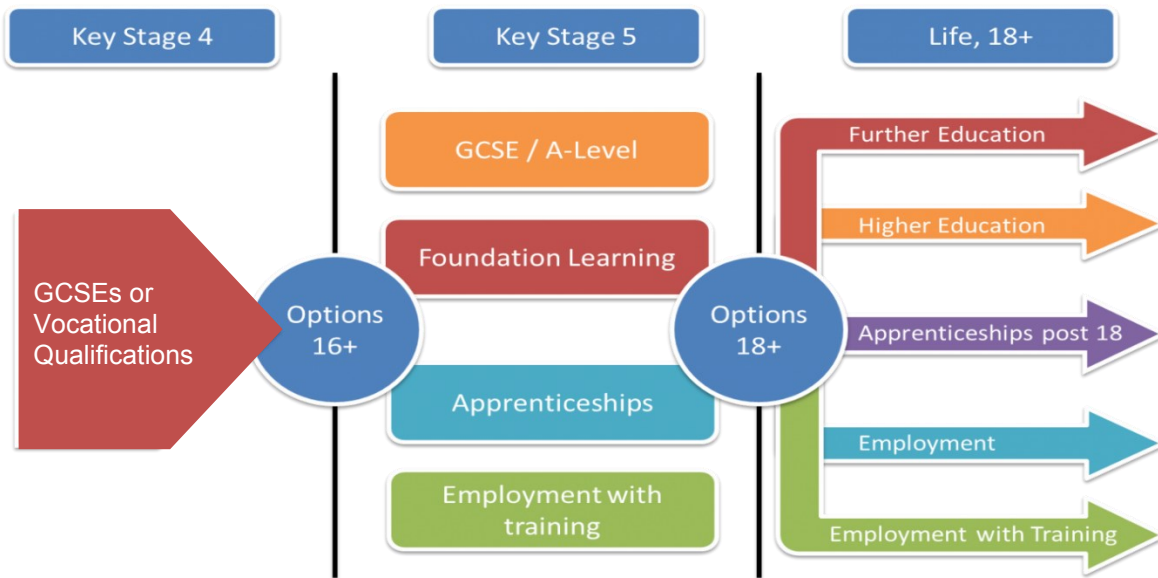 Key Stage 4
Key Stage 5
Life, 18+
GCSEs or
Vocational
Qualifications
Options
16+
GCSE / A-Level
Foundation Learning
Apprenticeships
Employment with
training
Options
18+
Further Education
Higher Education
Apprenticeships post 18
Employment
Employment with Training